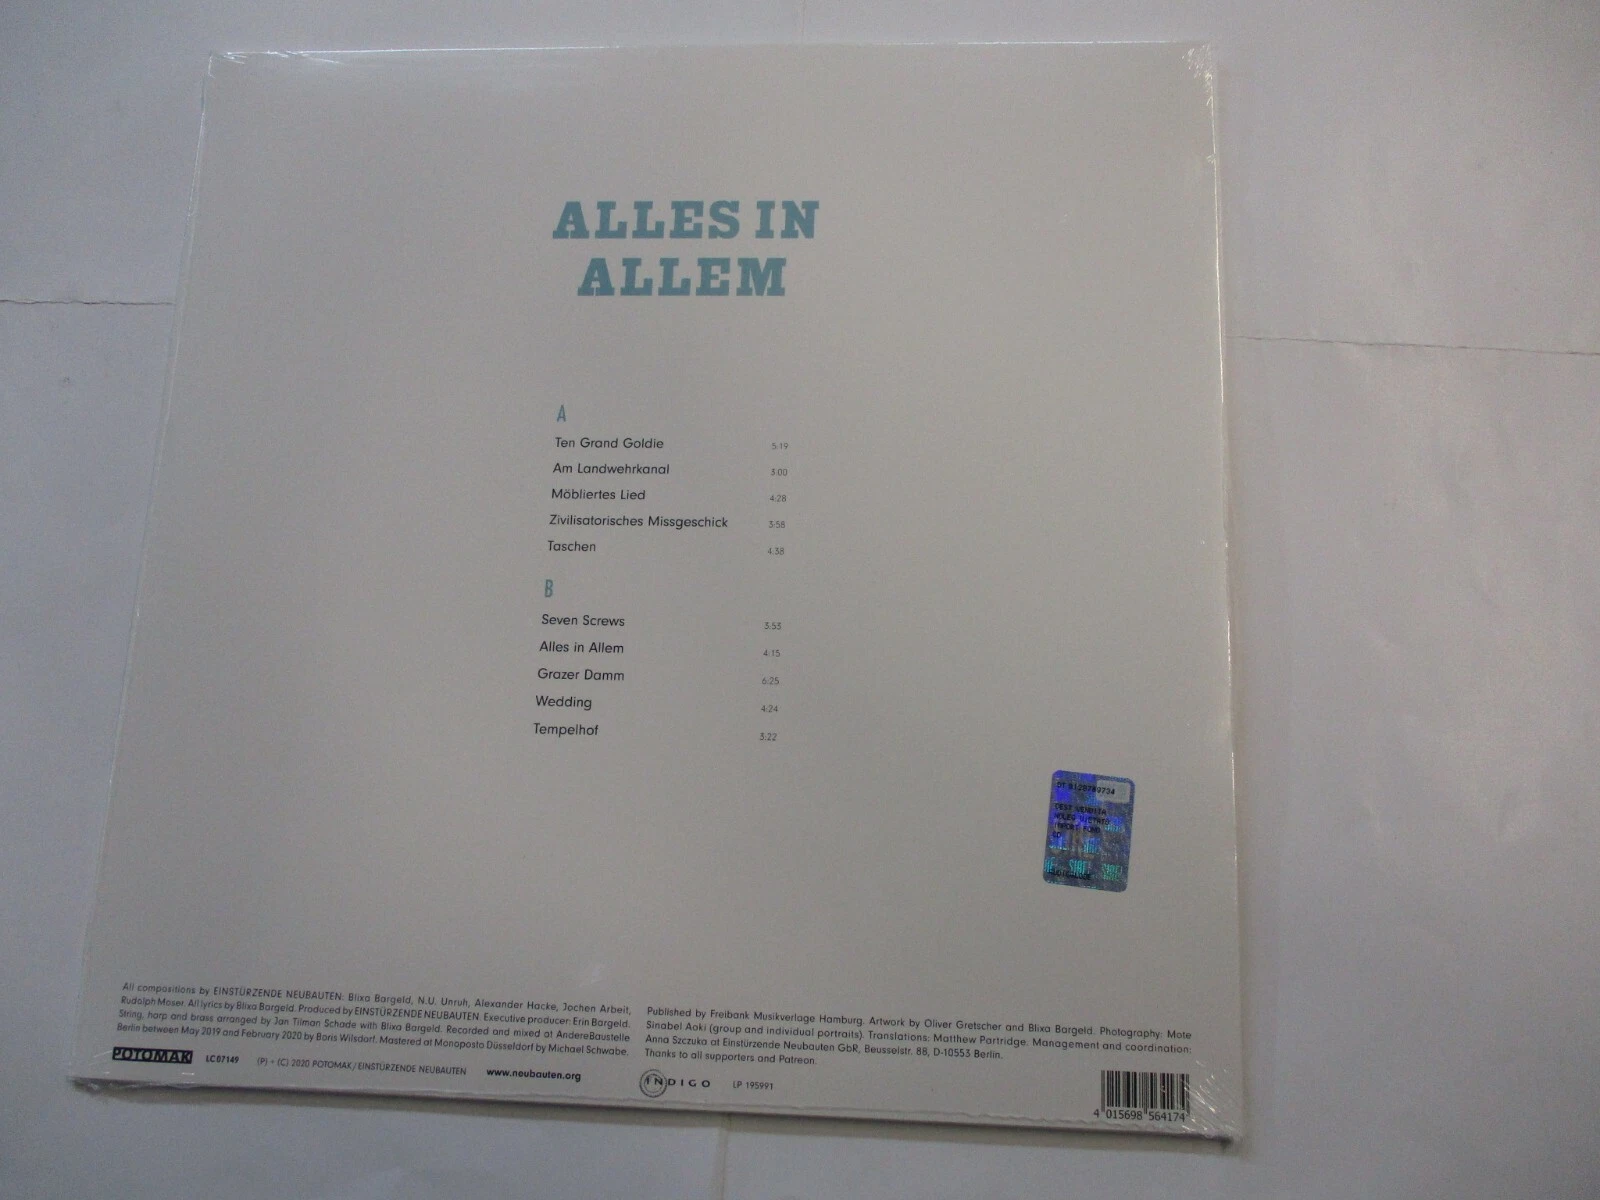 ALLES IN
ALLEM
A
Ten Grand Goldie 5:19
Am Landwehrkanal 3:00
Möbliertes Lied 4:28
Zivilisatorisches Missgeschick 3:56
Taschen 4:38
B
Seven Screws 3:53
Alles in Allem 4:15
Grazer Damm 6:25
Wedding 4:24
Tempelhof 3:22
All compositions by EINSTÜRZENDE NEUBAUTEN: Blixa Bargeld, N.U. Unruh, Alexander Hacke, Jochen Arbeit,
Rudolph Moser. All lyrics by Blixa Bargeld. Produced by EINSTÜRZENDE NEUBAUTEN. Executive producer: Erin Bargeld.
String, harp and brass arranged by Jan Tilman Schade with Blixa Bargeld. Recorded and mixed at AndereBaustelle
Berlin between May 2019 and February 2020 by Boris Wilsdorf. Mastered at Monoposto Düsseldorf by Michael Schwabe.
Published by Freibank Musikverlage Hamburg. Artwork by Oliver Gretscher and Blixa Bargeld. Photography: Mote
Sinabel Aoki (group and individual portraits). Translations: Matthew Partridge. Management and coordination:
Anna Szczuka at Einstürzende Neubauten GbR, Beusselstr. 88, D-10553 Berlin.
Thanks to all supporters and Patreon.
POTOMAK LC 07149 (P) + (C) 2020 POTOMAK/EINSTÜRZENDE NEUBAUTEN www.neubauten.org
INDIGO LP 195991
4 015698 564174